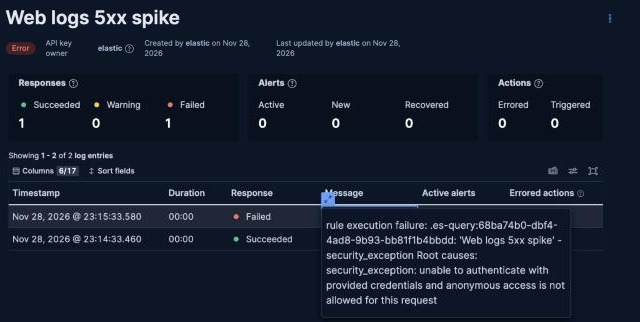 Web logs 5xx spike
Error API key owner elastic Created by elastic on Nov 28, 2026 Last updated by elastic on Nov 28, 2026
Responses Alerts Actions
Succeeded Warning Failed Active New Recovered Errored Triggered
1 0 1 0 0 0 0 0
Showing 1 - 2 of 2 log entries
Columns 6/17 Sort fields
Timestamp Duration Response Message Active alerts Errored actions
Nov 28, 2026 @ 23:15:33.580 00:00 Failed
Nov 28, 2026 @ 23:14:33.460 00:00 Succeeded
rule execution failure: .es-query:68ba74b0-dbf4-
4ad8-9b93-bb81f1b4bbdd: 'Web logs 5xx spike' -
security_exception Root causes:
security_exception: unable to authenticate with
provided credentials and anonymous access is not
allowed for this request